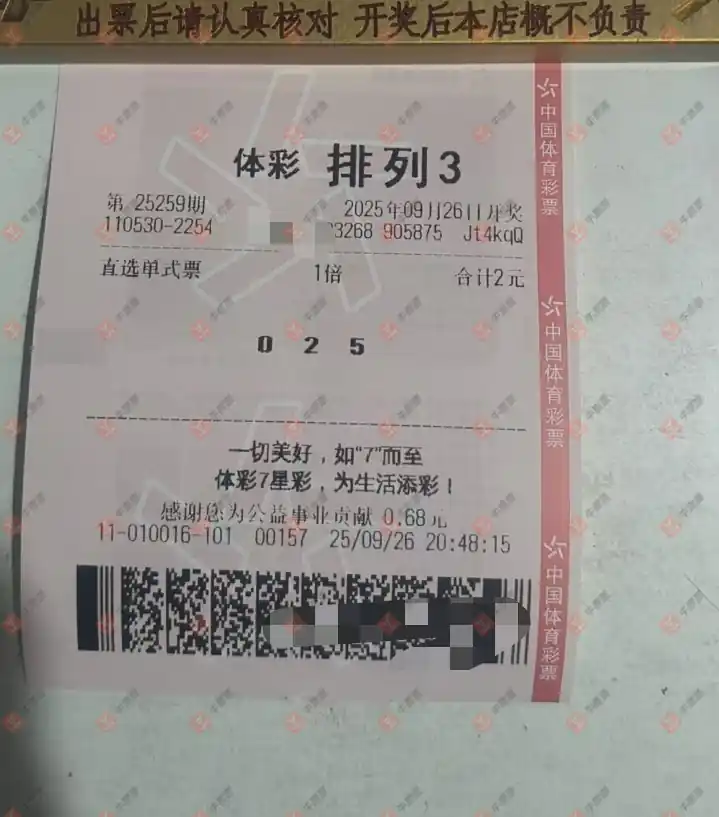 出票后请认真核对 开奖后本店概不负责
体彩 排列3
第 25259期 2025年09月26日开奖
110530-2254 3268 905875 Jt4kqQ
直选单式票 1倍 合计2元
0 2 5
一切美好，如“7”而至
体彩7星彩，为生活添彩！
感谢您为公益事业贡献 0.68元
11-010016-101 00157 25/09/26 20:48:15
中国体育彩票
中国体育彩票
中国体育彩票